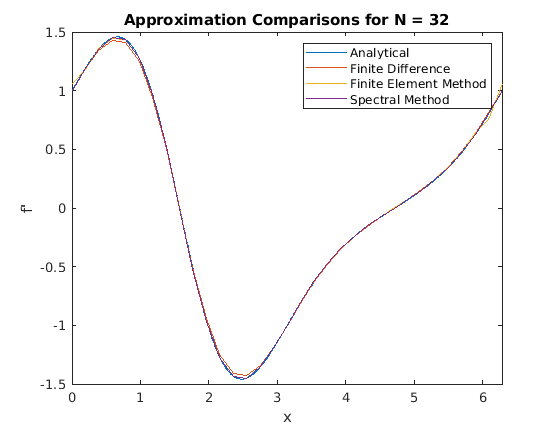 Approximation Comparisons for N = 32
1.5
1
0.5
0
-0.5
-1
-1.5
f'
Analytical
Finite Difference
Finite Element Method
Spectral Method
0 1 2 3 4 5 6
x